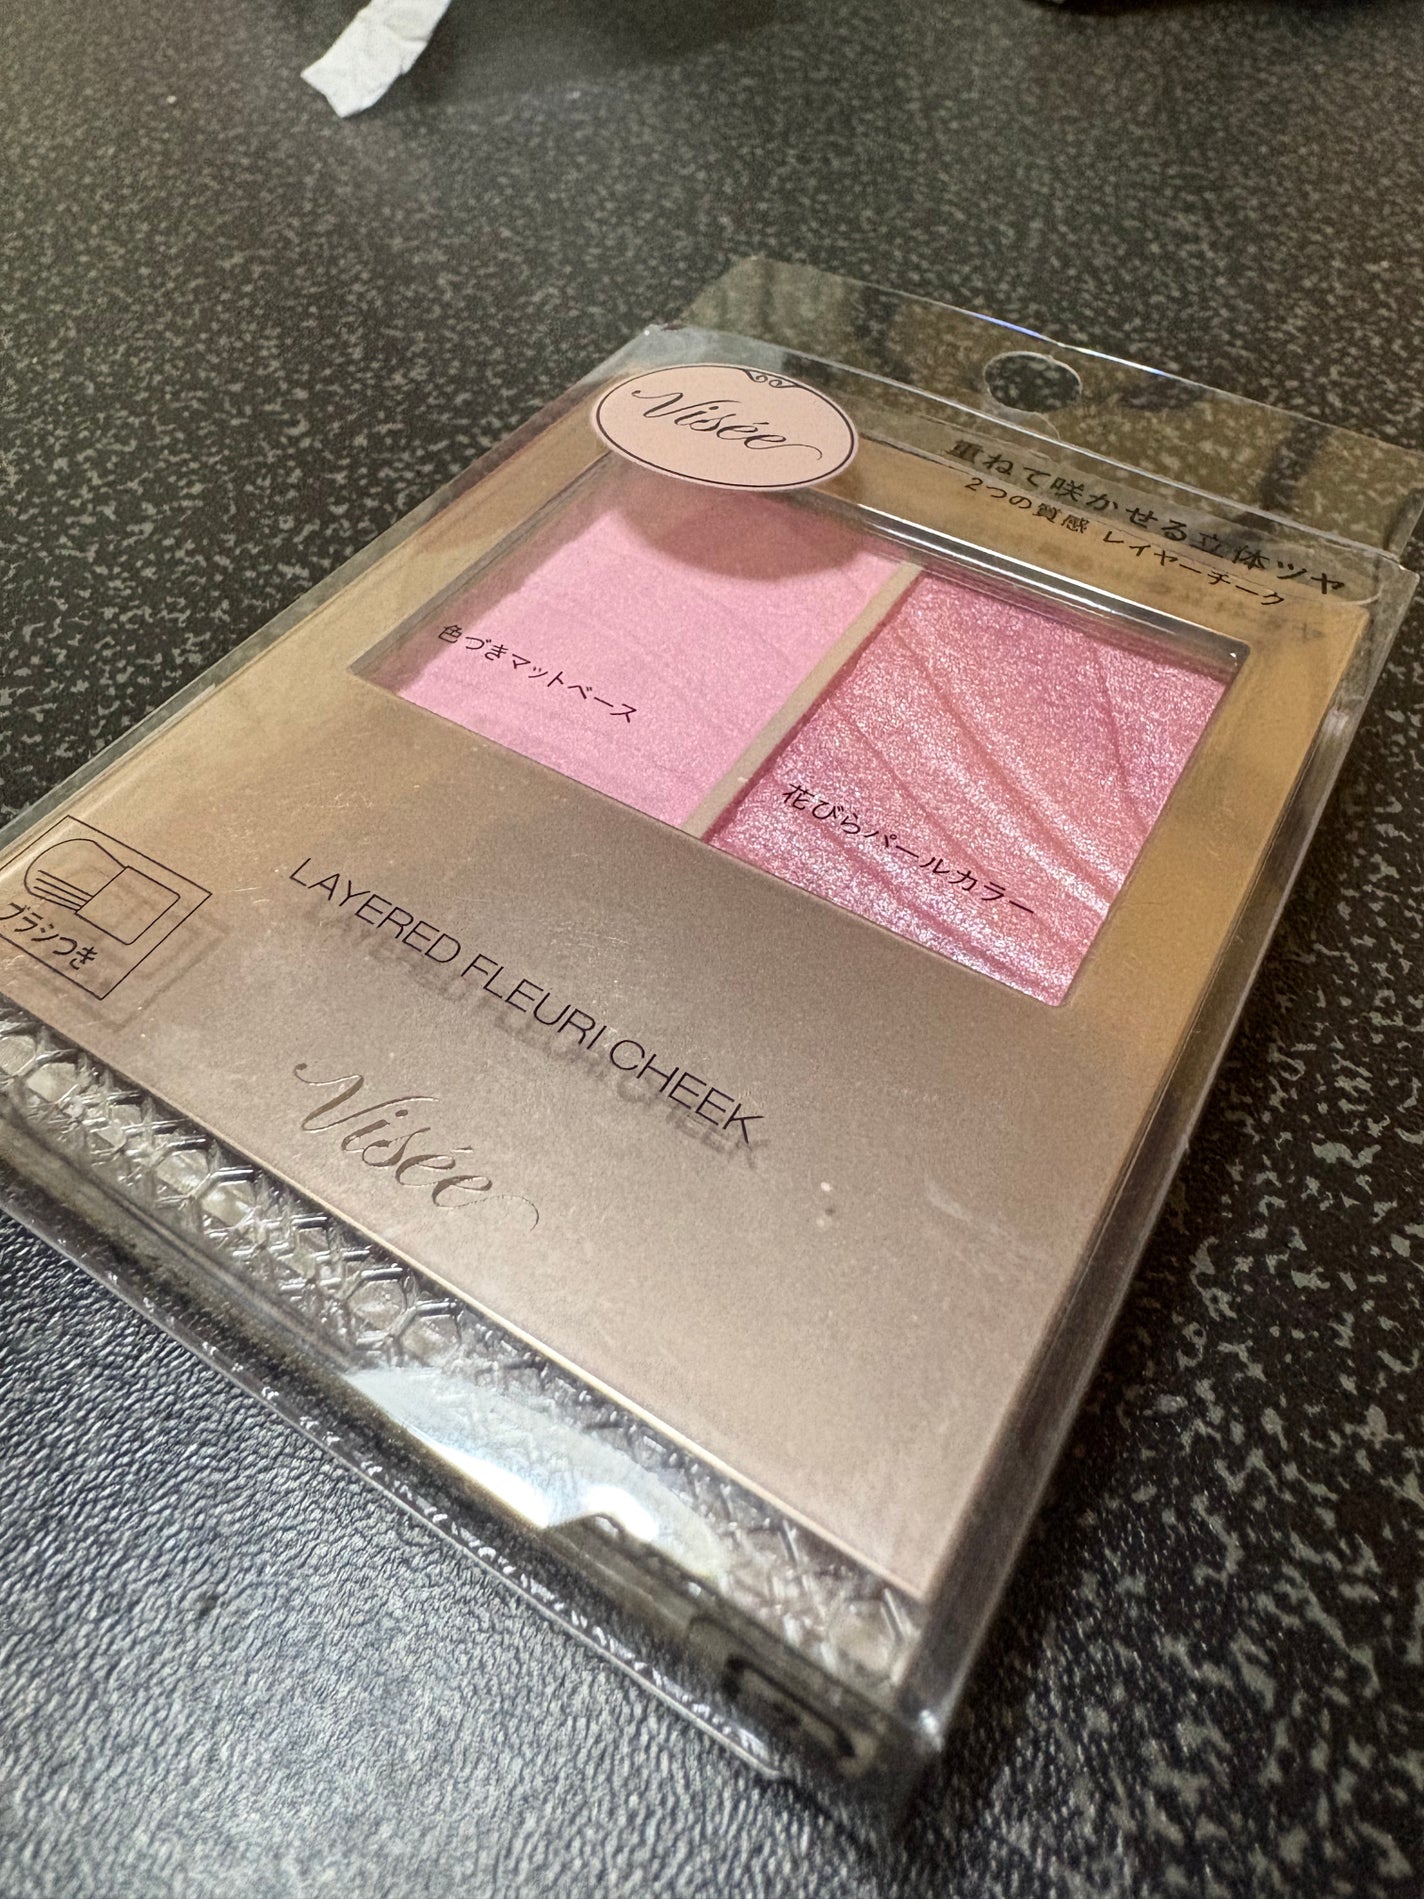 Visée
重ねて咲かせる立体ツヤ
2つの質感 レイヤーチーク
色づきマットベース
花びらパールカラー
ブラシつき
LAYERED FLEURI CHEEK
Visée